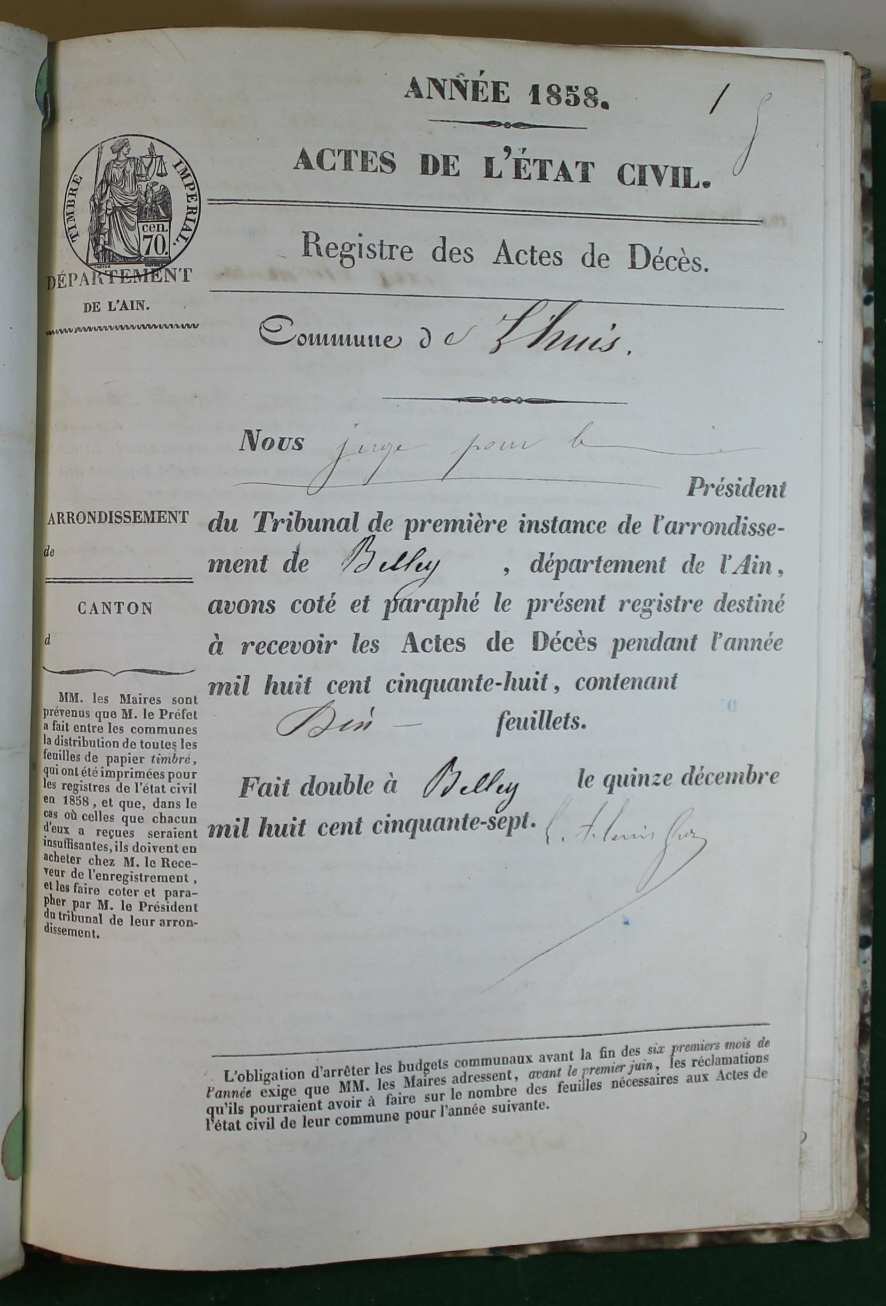 ANNÉE 1858.
1
ACTES DE L'ÉTAT CIVIL.
TIMBRE IMPÉRIAL.
cen.
70.
Registre des Actes de Décès.
DÉPARTEMENT
DE L'AIN.
Commune de Lhuis.
Nous juge pour le
Président
ARRONDISSEMENT
de
du Tribunal de première instance de l'arrondisse-
ment de Belley, département de l'Ain,
CANTON
d
avons coté et paraphé le présent registre destiné
à recevoir les Actes de Décès pendant l'année
mil huit cent cinquante-huit, contenant
feuillets.
Fait double à Belley le quinze décembre
mil huit cent cinquante-sept.
MM. les Maires sont
prévenus que M. le Préfet
a fait entre les communes
la distribution de toutes les
feuilles de papier timbré,
qui ont été imprimées pour
les registres de l'état civil
en 1858, et que, dans le
cas où celles que chacun
d'eux a reçues seraient
insuffisantes, ils doivent en
acheter chez M. le Rece-
veur de l'enregistrement,
et les faire coter et para-
pher par M. le Président
du tribunal de leur arron-
dissement.
L'obligation d'arrêter les budgets communaux avant la fin des six premiers mois de
l'année exige que MM. les Maires adressent, avant le premier juin, les réclamations
qu'ils pourraient avoir à faire sur le nombre des feuilles nécessaires aux Actes de
l'état civil de leur commune pour l'année suivante.